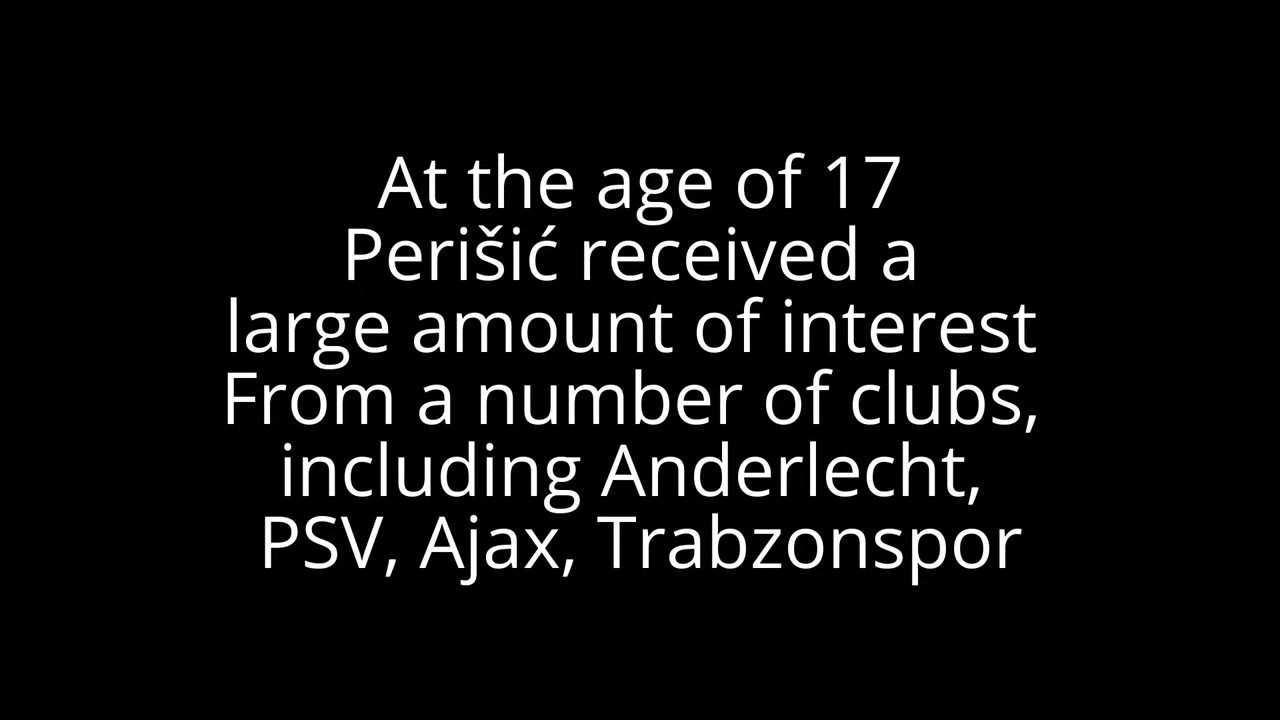 At the age of 17
Perišić received a
large amount of interest
From a number of clubs,
including Anderlecht,
PSV, Ajax, Trabzonspor